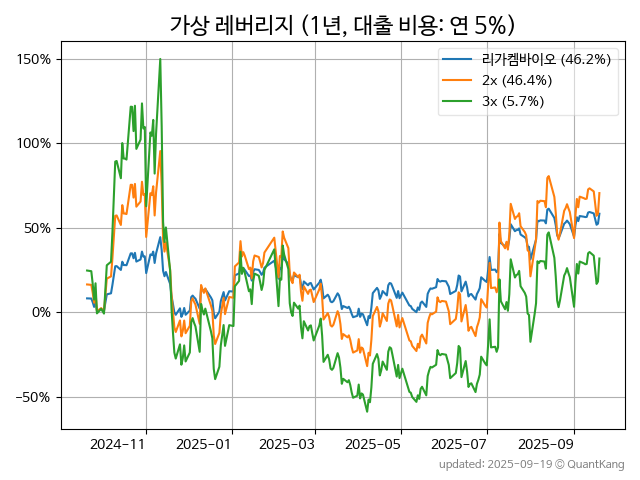 가상 레버리지 (1년, 대출 비용: 연 5%)
리가켐바이오 (46.2%)
2x (46.4%)
3x (5.7%)
150%
100%
50%
0%
−50%
2024-11 2025-01 2025-03 2025-05 2025-07 2025-09
updated: 2025-09-19 © QuantKang